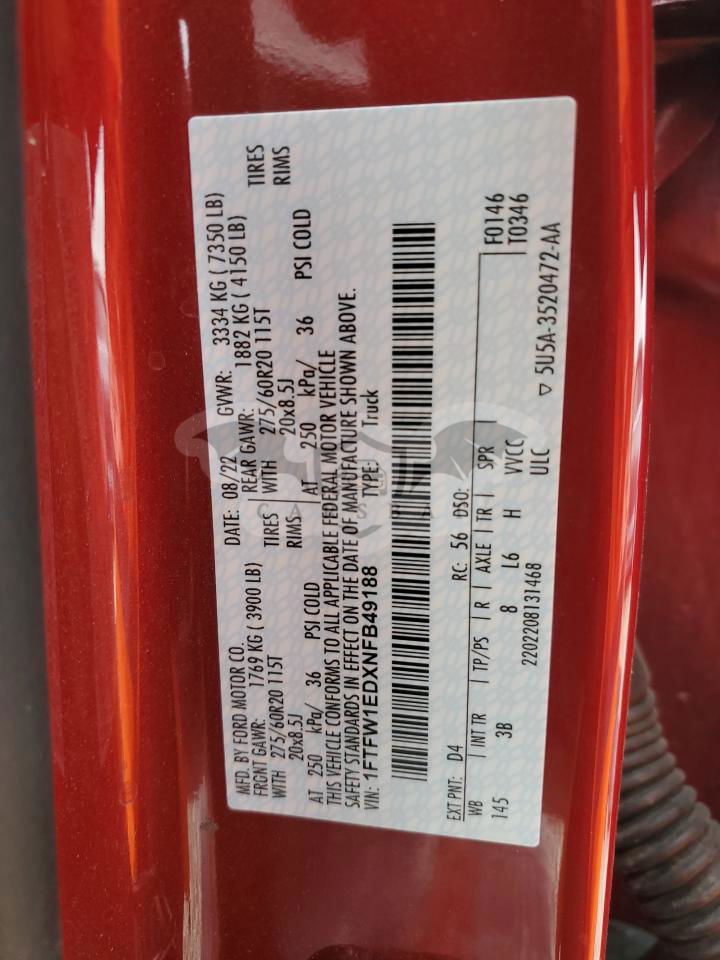 MFD. BY FORD MOTOR CO.
DATE: 08/22 GVWR: 3334 KG ( 7350 LB)
FRGNT GAWR: 1769 KG ( 3900 LB) REAR GAWR: 1882 KG ( 4150 LB)
WITH 275/60R20 115T TIRES WITH 275/60R20 115T TIRES
20x8.5J RIMS 20x8.5J RIMS
AT 250 kPa/ 36 PSI COLD AT 250 kPa/ 36 PSI COLD
THIS VEHICLE CONFORMS TO ALL APPLICABLE FEDERAL MOTOR VEHICLE
SAFETY STANDARDS IN EFFECT ON THE DATE OF MANUFACTURE SHOWN ABOVE.
VIN: 1FTFW1EDXNFB49188 TYPE: Truck
EXT PNT: D4 RC: 56 DSO: F0146
WB INT TR TP/PS R AXLE TR SPR T0346
145 3B 8 L6 H VVCC
2202208131468 ULC
▽ 5U5A-3520472-AA